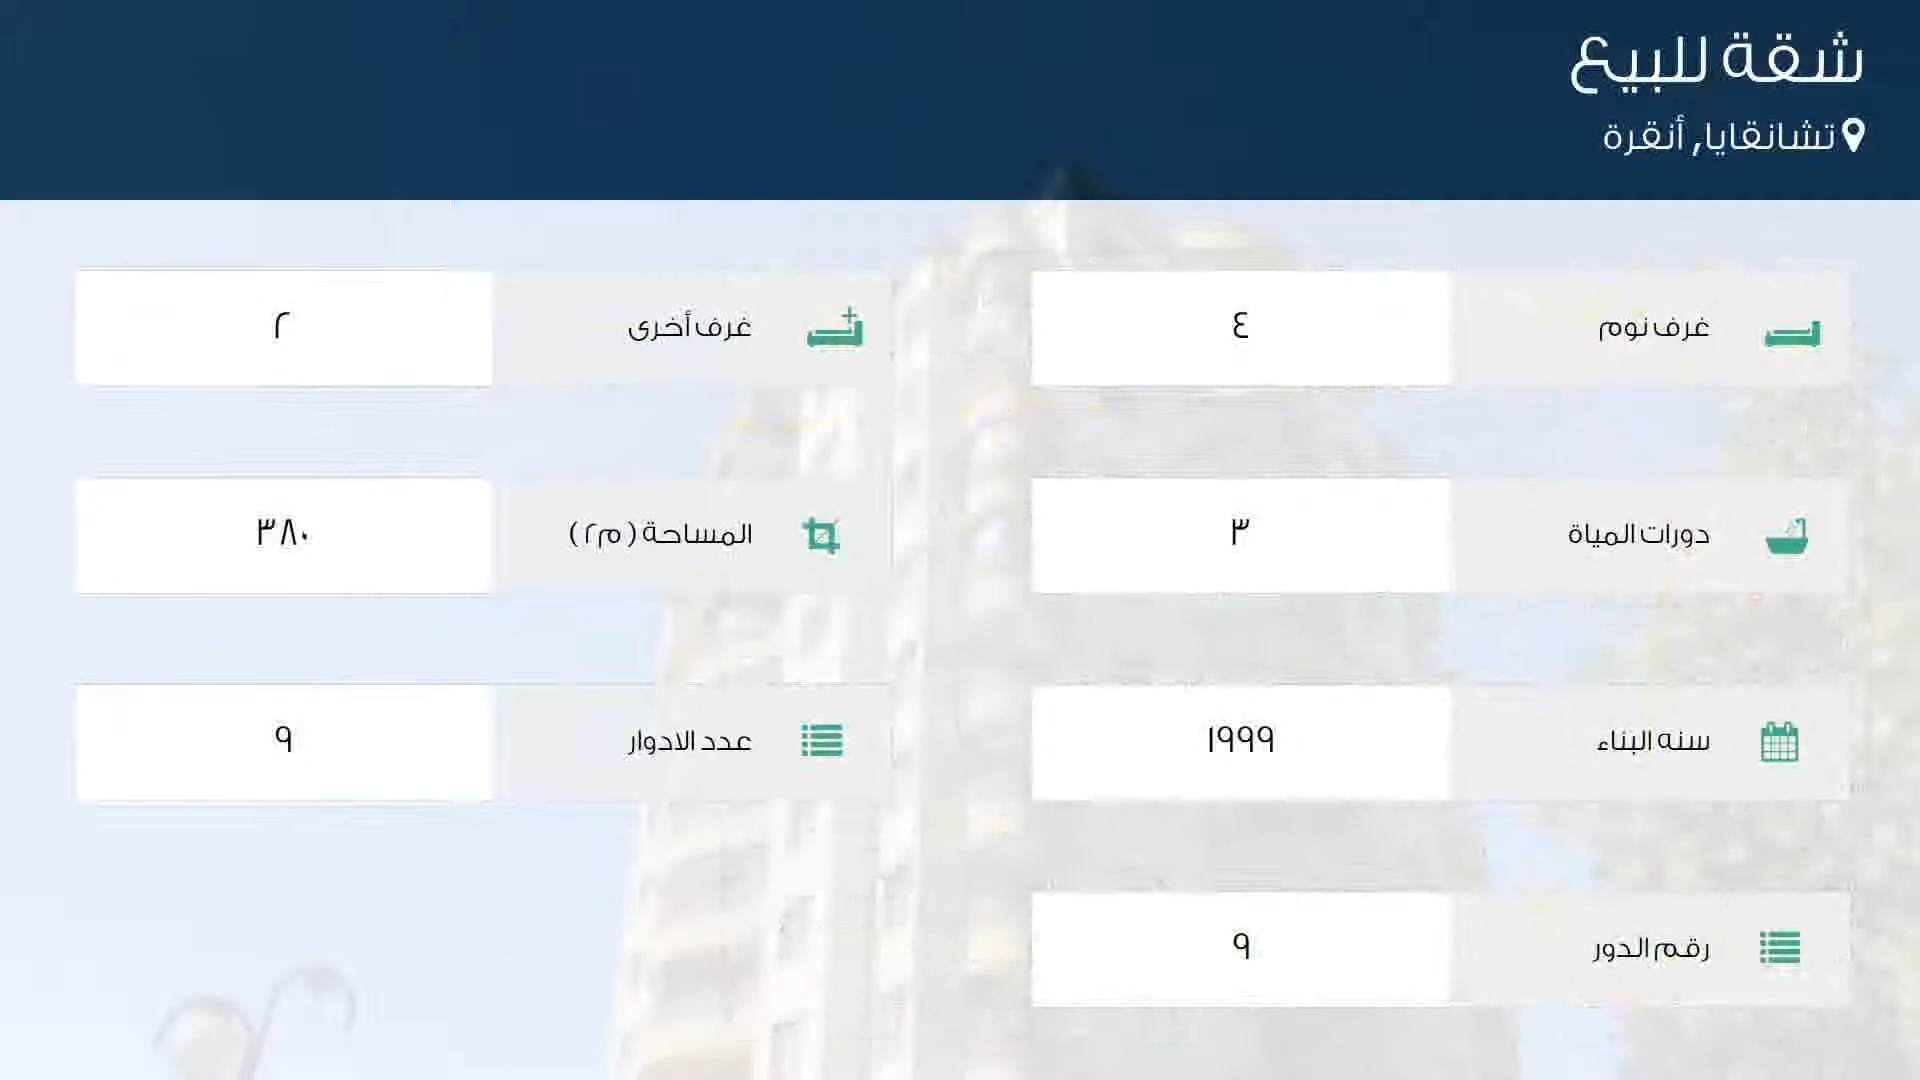 شقة للبيع
تشانقايا, أنقرة
غرف نوم
٤
غرف أخرى
٢
دورات المياة
٣
المساحة ( م٢ )
٣٨٠
سنه البناء
١٩٩٩
عدد الادوار
٩
رقم الدور
٩